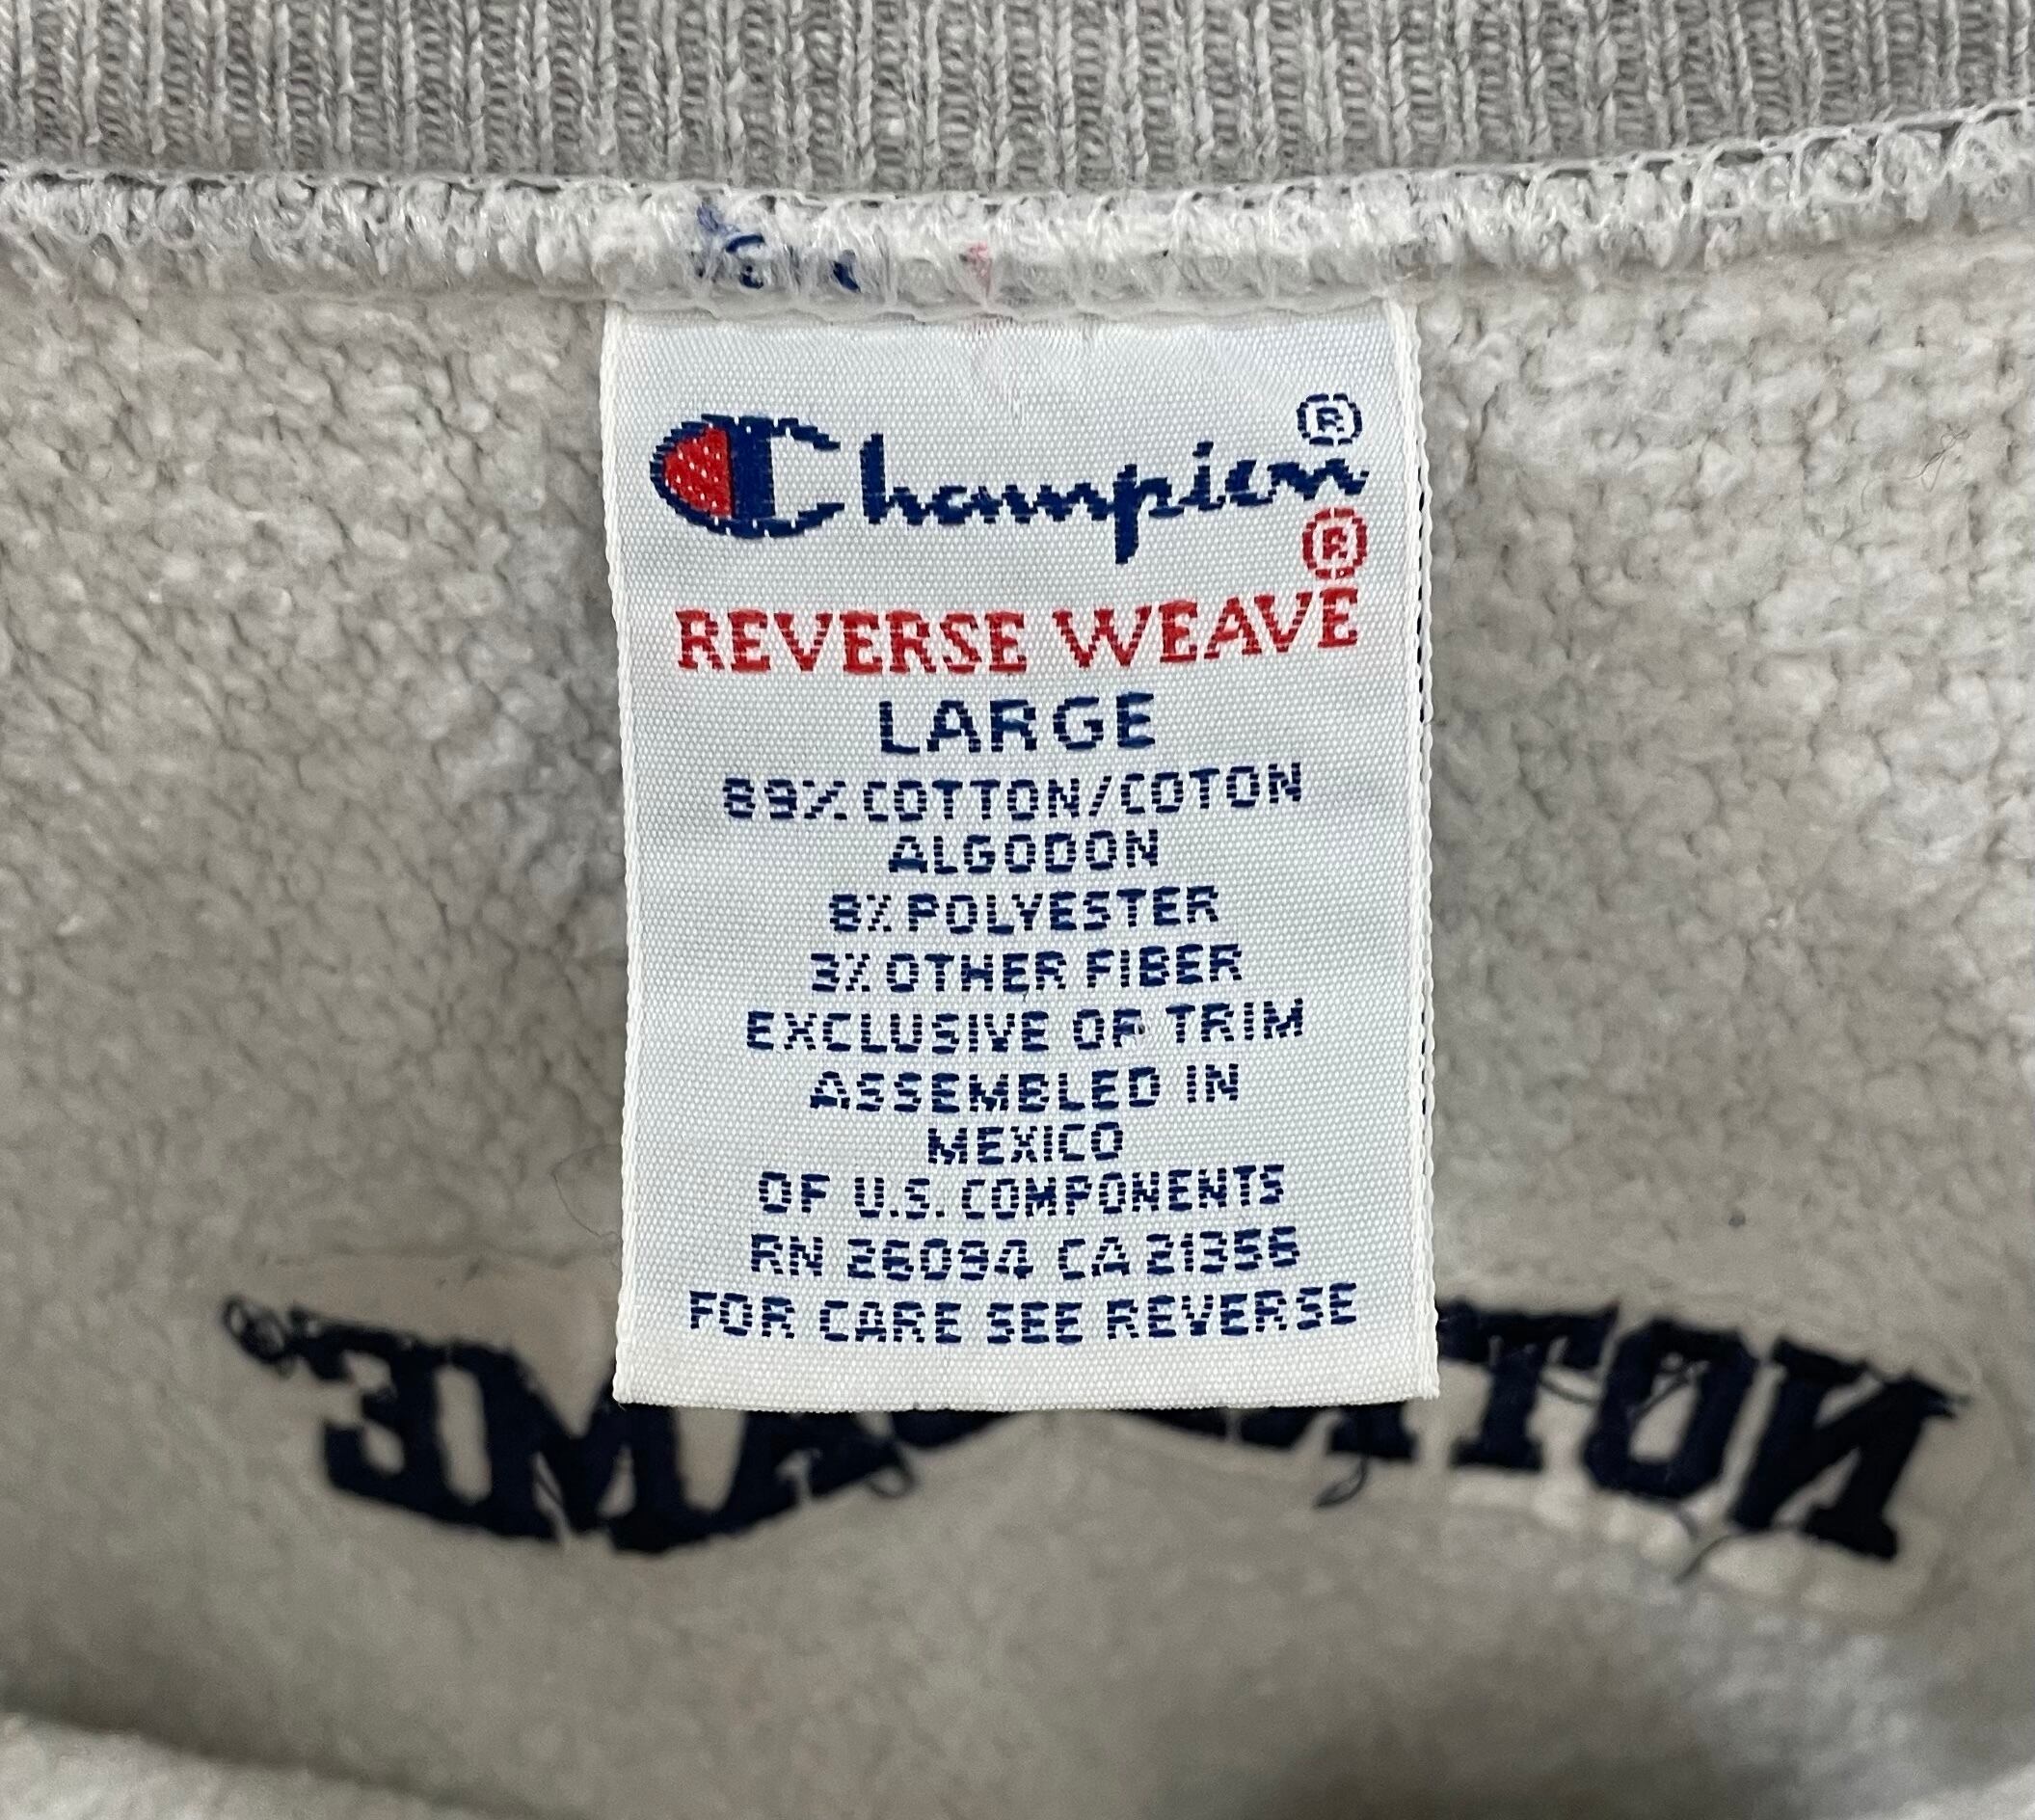 Champion®
®
REVERSE WEAVE
LARGE
89% COTTON/COTON
ALGODON
8% POLYESTER
3% OTHER FIBER
EXCLUSIVE OF TRIM
ASSEMBLED IN
MEXICO
OF U.S. COMPONENTS
RN 26094 CA 21356
FOR CARE SEE REVERSE